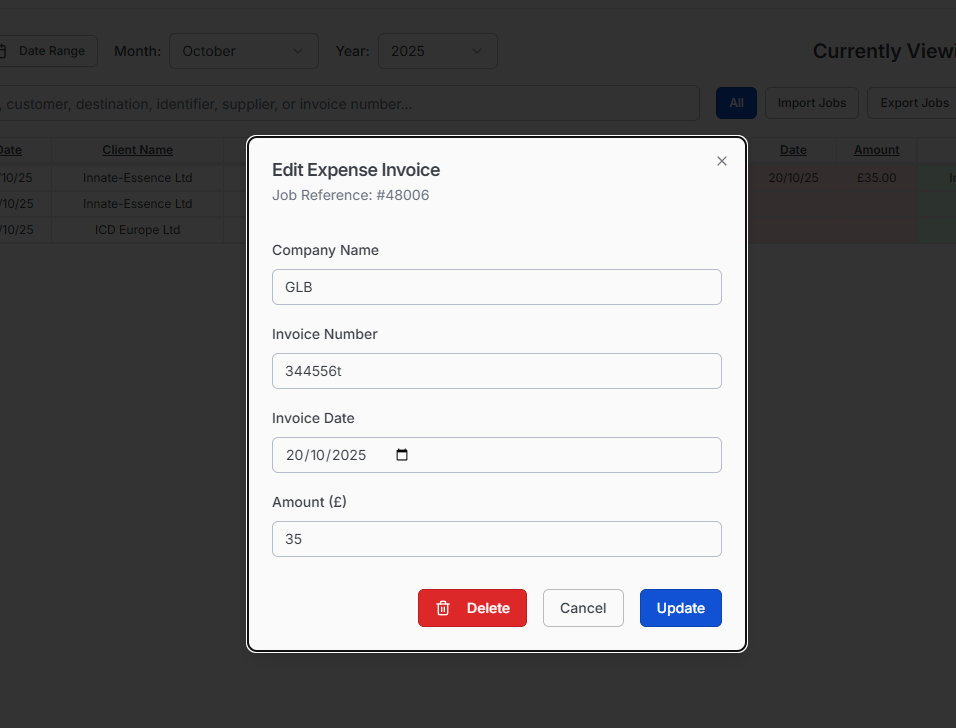 Date Range Month: October Year: 2025 Currently
, customer, destination, identifier, supplier, or invoice number... All Import Jobs Export Jobs
Date Client Name Date Amount
/10/25 Innate-Essence Ltd 20/10/25 £35.00
/10/25 Innate-Essence Ltd
/10/25 ICD Europe Ltd
Edit Expense Invoice
Job Reference: #48006
Company Name
GLB
Invoice Number
344556t
Invoice Date
20/10/2025
Amount (£)
35
Delete Cancel Update